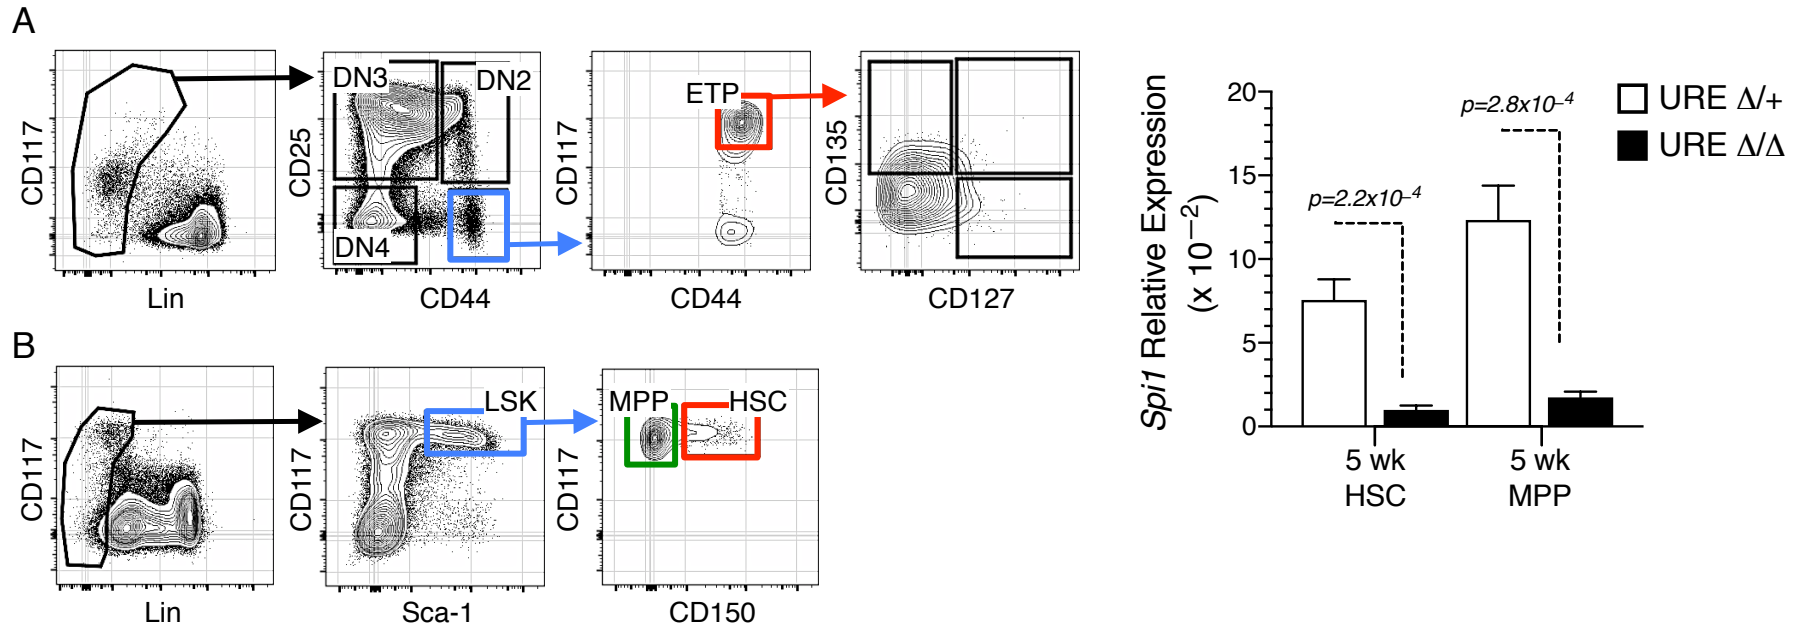 A
CD117
Lin
DN3
DN2
DN4
CD25
CD44
ETP
CD117
CD44
CD135
CD127
B
CD117
Lin
LSK
CD117
Sca-1
MPP
HSC
CD117
CD150
Spi1 Relative Expression
(x 10–2)
20
15
10
5
0
p=2.2x10–4
p=2.8x10–4
URE Δ/+
URE Δ/Δ
5 wk
HSC
5 wk
MPP